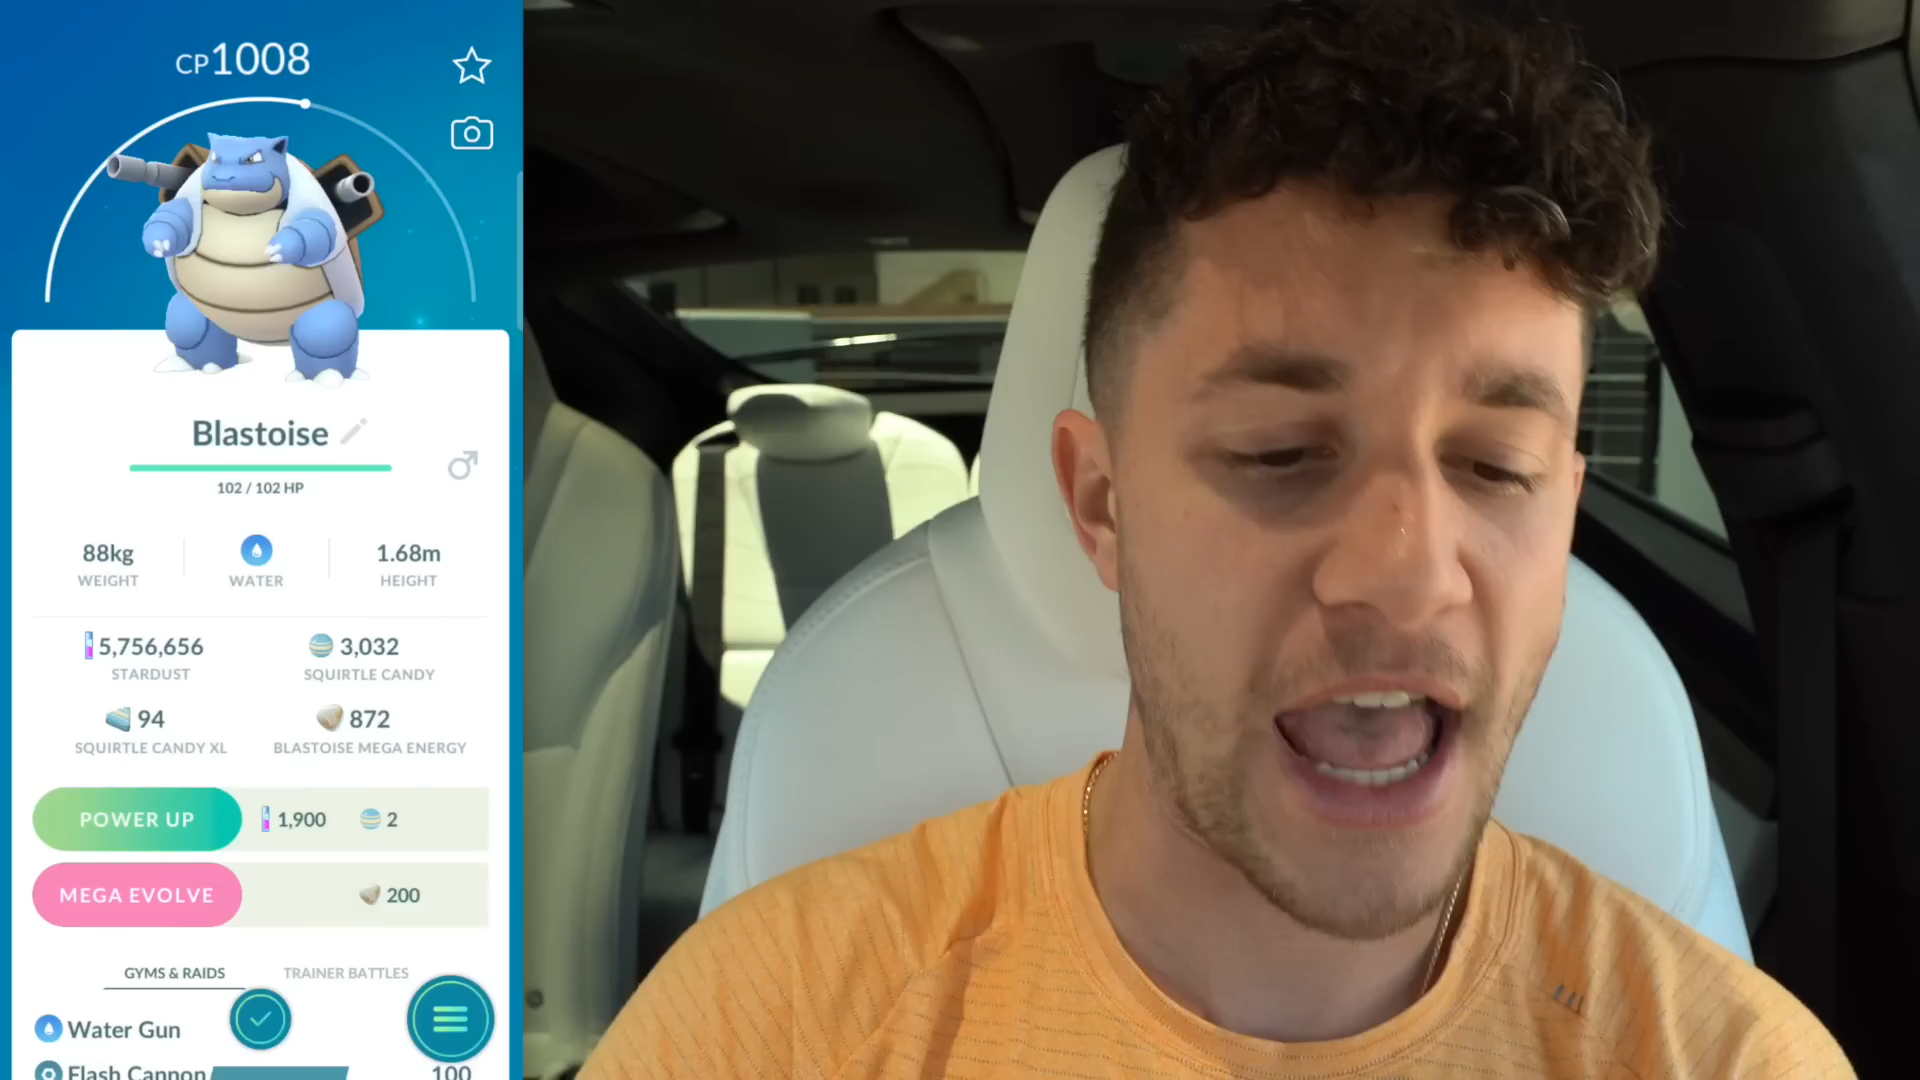 CP1008
Blastoise
102 / 102 HP
88kg
WEIGHT
WATER
1.68m
HEIGHT
5,756,656
STARDUST
3,032
SQUIRTLE CANDY
94
SQUIRTLE CANDY XL
872
BLASTOISE MEGA ENERGY
POWER UP 1,900 2
MEGA EVOLVE 200
GYMS & RAIDS TRAINER BATTLES
Water Gun
Flash Cannon 100